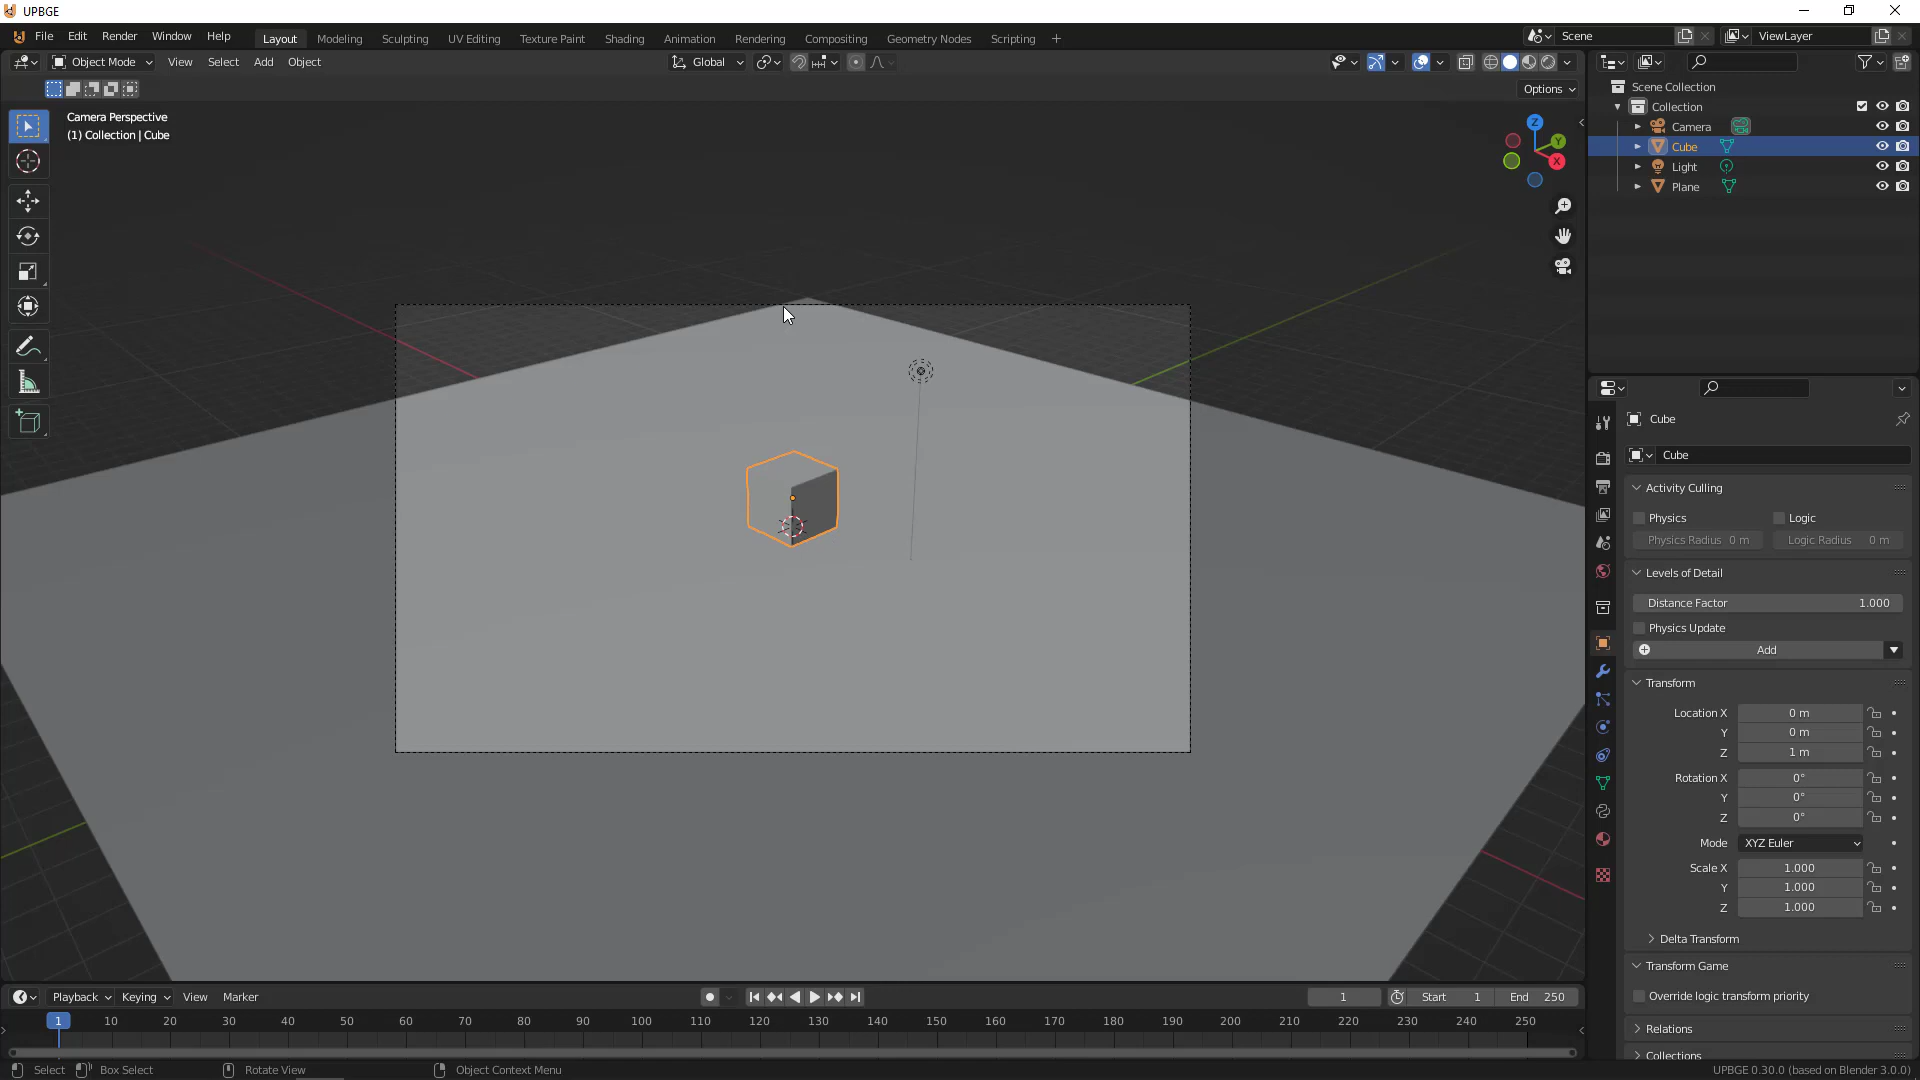 UPBGE
File Edit Render Window Help Layout Modeling Sculpting UV Editing Texture Paint Shading Animation Rendering Compositing Geometry Nodes Scripting + Scene ViewLayer
Object Mode View Select Add Object Global
Options
Camera Perspective
(1) Collection | Cube
Z
Y
X
Scene Collection
Collection
Camera
Cube
Light
Plane
Cube
Cube
Activity Culling
Physics Logic
Physics Radius 0 m Logic Radius 0 m
Levels of Detail
Distance Factor 1.000
Physics Update
Add
Transform
Location X 0 m
Y 0 m
Z 1 m
Rotation X 0°
Y 0°
Z 0°
Mode XYZ Euler
Scale X 1.000
Y 1.000
Z 1.000
Delta Transform
Transform Game
Override logic transform priority
Relations
Collections
Playback Keying View Marker 1 Start 1 End 250
1 10 20 30 40 50 60 70 80 90 100 110 120 130 140 150 160 170 180 190 200 210 220 230 240 250
Select Box Select Rotate View Object Context Menu UPBGE 0.30.0 (based on Blender 3.0.0)